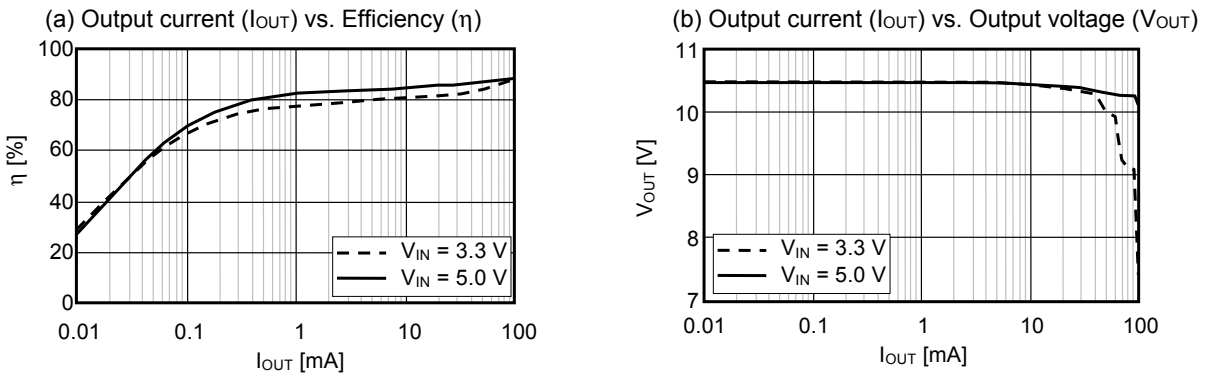 (a) Output current (IOUT) vs. Efficiency (η)
100
80
60
40
20
0
η [%]
VIN = 3.3 V
VIN = 5.0 V
0.01 0.1 1 10 100
IOUT [mA]
(b) Output current (IOUT) vs. Output voltage (VOUT)
11
10
9
8
7
VOUT [V]
VIN = 3.3 V
VIN = 5.0 V
0.01 0.1 1 10 100
IOUT [mA]